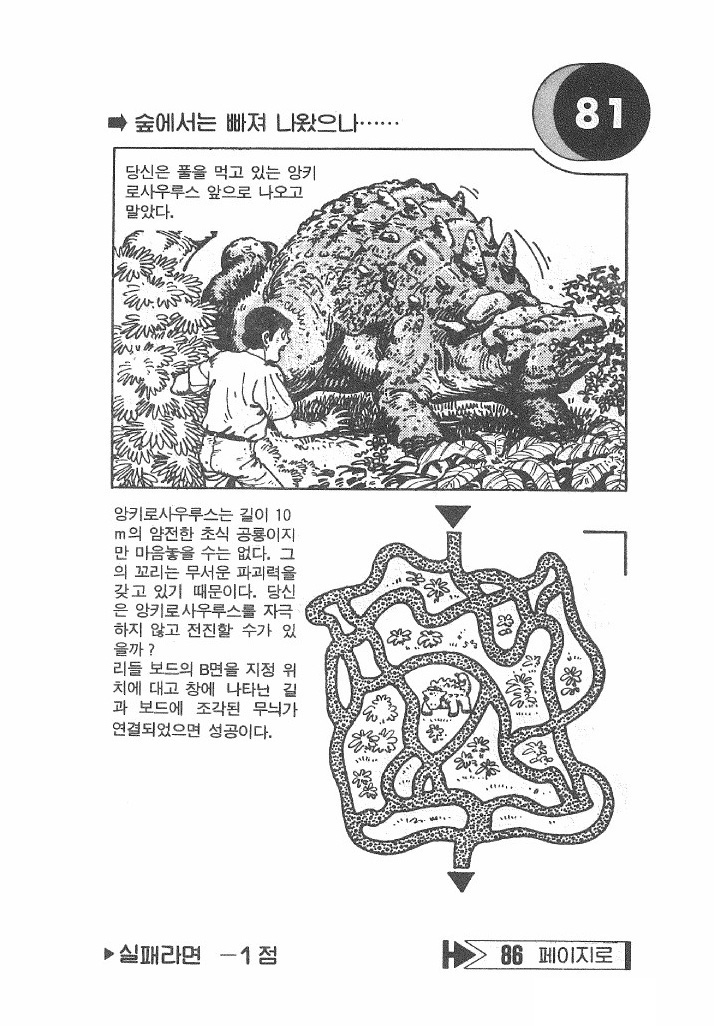 81
➡ 숲에서는 빠져 나왔으나……
당신은 풀을 먹고 있는 앙키
로사우루스 앞으로 나오고
말았다.
앙키로사우루스는 길이 10
m의 얌전한 초식 공룡이지
만 마음놓을 수는 없다. 그
의 꼬리는 무서운 파괴력을
갖고 있기 때문이다. 당신
은 앙키로사우루스를 자극
하지 않고 전진할 수가 있
을까?
리들 보드의 B면을 지정 위
치에 대고 창에 나타난 길
과 보드에 조각된 무늬가
연결되었으면 성공이다.
▶실패라면 －1점
86 페이지로